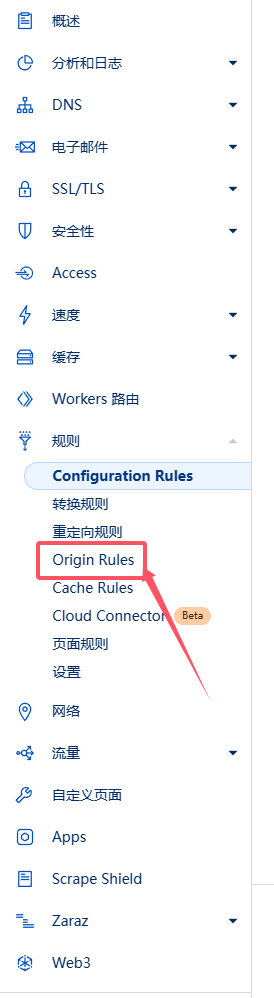 概述
分析和日志
DNS
电子邮件
SSL/TLS
安全性
Access
速度
缓存
Workers 路由
规则
Configuration Rules
转换规则
重定向规则
Origin Rules
Cache Rules
Cloud Connector Beta
页面规则
设置
网络
流量
自定义页面
Apps
Scrape Shield
Zaraz
Web3